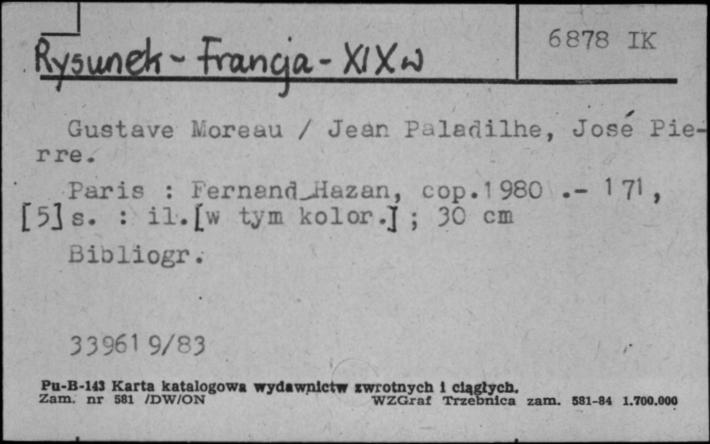 6878 IK
Rysunek - Francja - XIX w
Gustave Moreau / Jean Paladilhe, José Pie-
rre.
Paris : Fernand Hazan, cop.1980 .- 171,
[5] s. : il.[w tym kolor.] ; 30 cm
Bibliogr.
339619/83
Pu-B-143 Karta katalogowa wydawnictw zwrotnych i ciągłych.
Zam. nr 581 /DW/ON WZGraf Trzebnica zam. 581-84 1.700.000